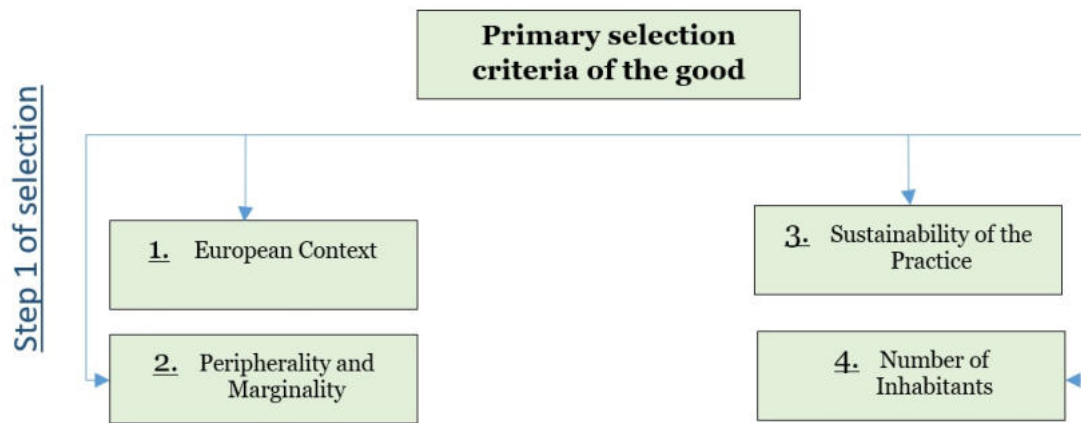 Primary selection
criteria of the good
Step 1 of selection
1. European Context
2. Peripherality and
Marginality
3. Sustainability of the
Practice
4. Number of
Inhabitants